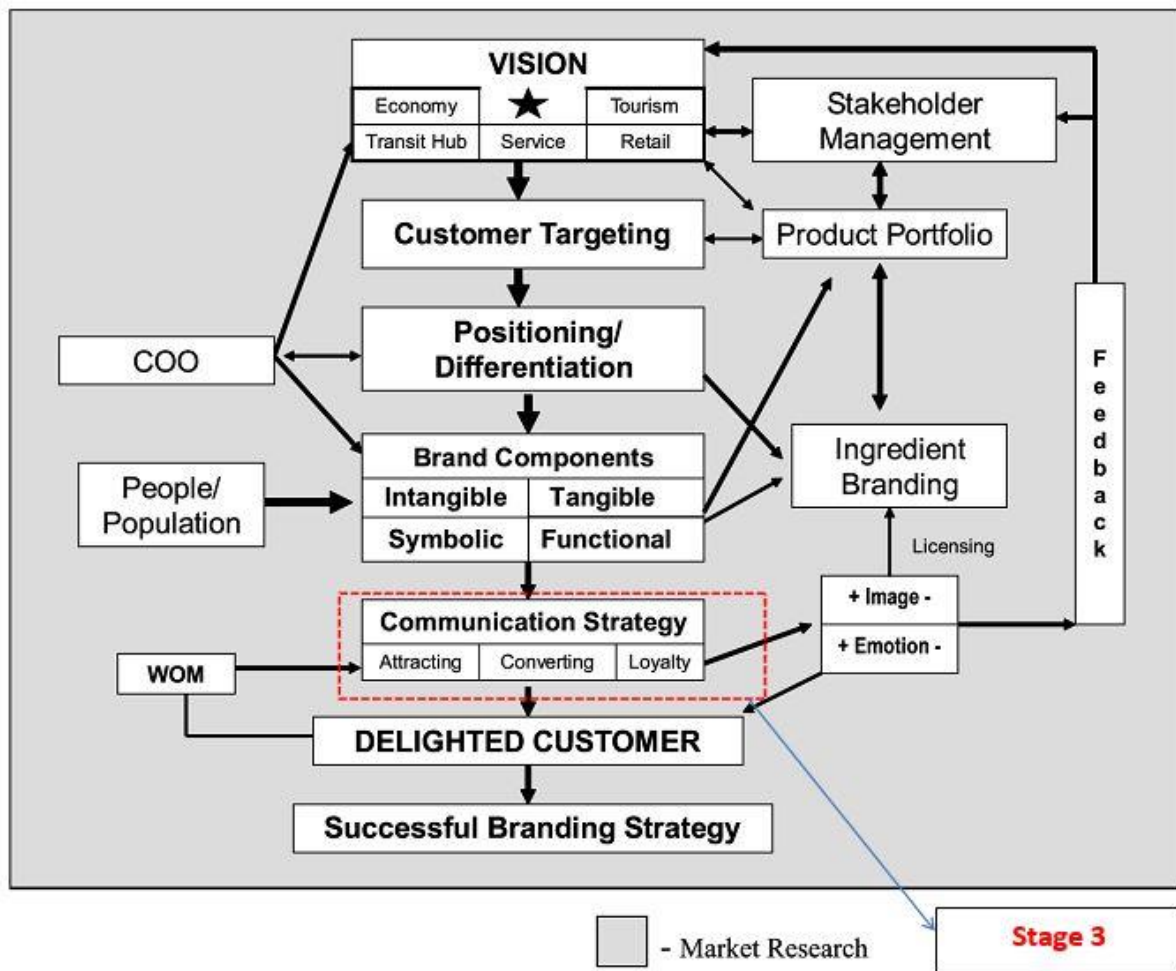 VISION
Economy
Tourism
Transit Hub
Service
Retail
Stakeholder
Management
Customer Targeting
Product Portfolio
Positioning/
Differentiation
COO
Brand Components
Intangible
Tangible
Symbolic
Functional
People/
Population
Ingredient
Branding
Feedback
Licensing
+ Image -
+ Emotion -
Communication Strategy
Attracting
Converting
Loyalty
WOM
DELIGHTED CUSTOMER
Successful Branding Strategy
- Market Research
Stage 3